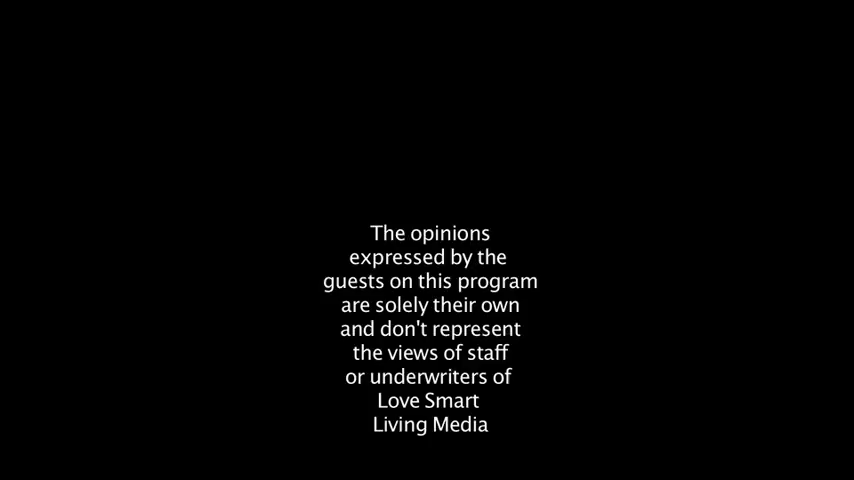 The opinions
expressed by the
guests on this program
are solely their own
and don't represent
the views of staff
or underwriters of
Love Smart
Living Media